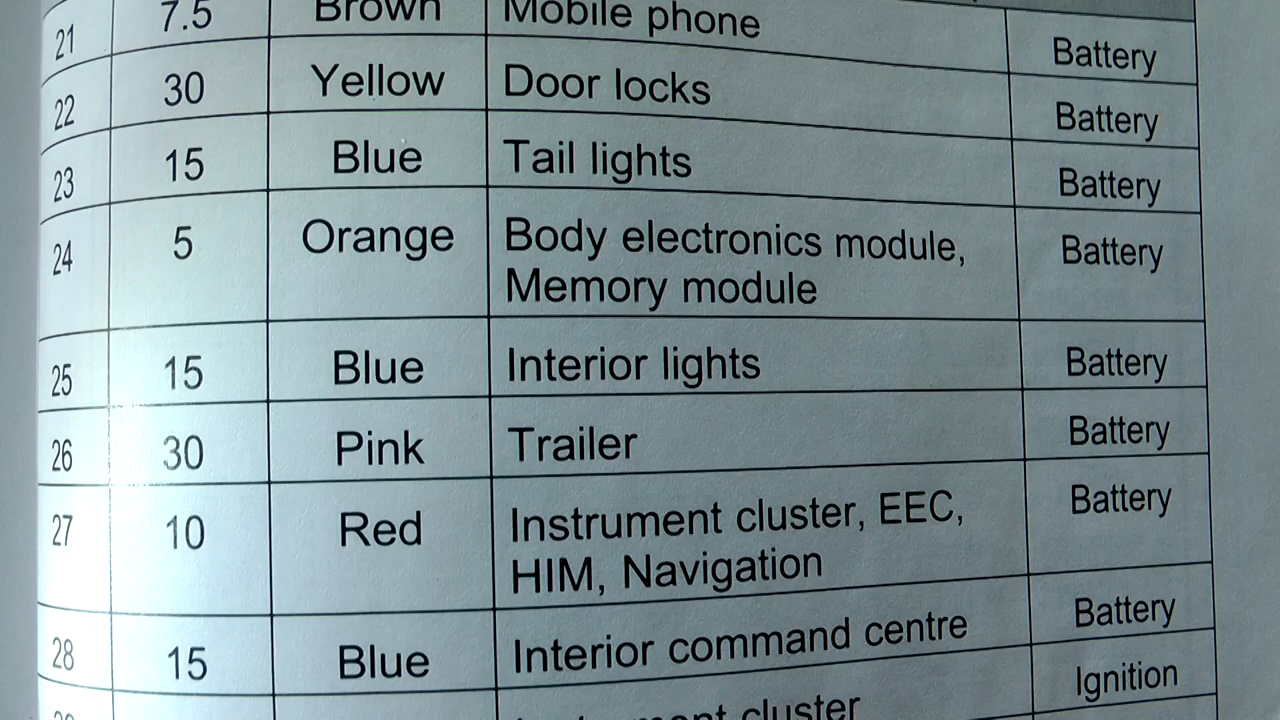 21 7.5 Brown Mobile phone Battery
22 30 Yellow Door locks Battery
23 15 Blue Tail lights Battery
24 5 Orange Body electronics module, Battery
Memory module
25 15 Blue Interior lights Battery
26 30 Pink Trailer Battery
27 10 Red Instrument cluster, EEC, Battery
HIM, Navigation
28 15 Blue Interior command centre Battery
cluster Ignition